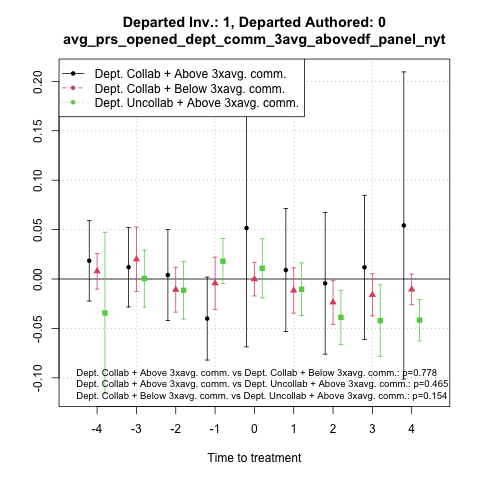 Departed Inv.: 1, Departed Authored: 0
avg_prs_opened_dept_comm_3avg_abovedf_panel_nyt
Dept. Collab + Above 3xavg. comm.
Dept. Collab + Below 3xavg. comm.
Dept. Uncollab + Above 3xavg. comm.
0.20
0.15
0.10
0.05
0.00
-0.05
-0.10
Dept. Collab + Above 3xavg. comm. vs Dept. Collab + Below 3xavg. comm.: p=0.778
Dept. Collab + Above 3xavg. comm. vs Dept. Uncollab + Above 3xavg. comm.: p=0.465
Dept. Collab + Below 3xavg. comm. vs Dept. Uncollab + Above 3xavg. comm.: p=0.154
-4 -3 -2 -1 0 1 2 3 4
Time to treatment